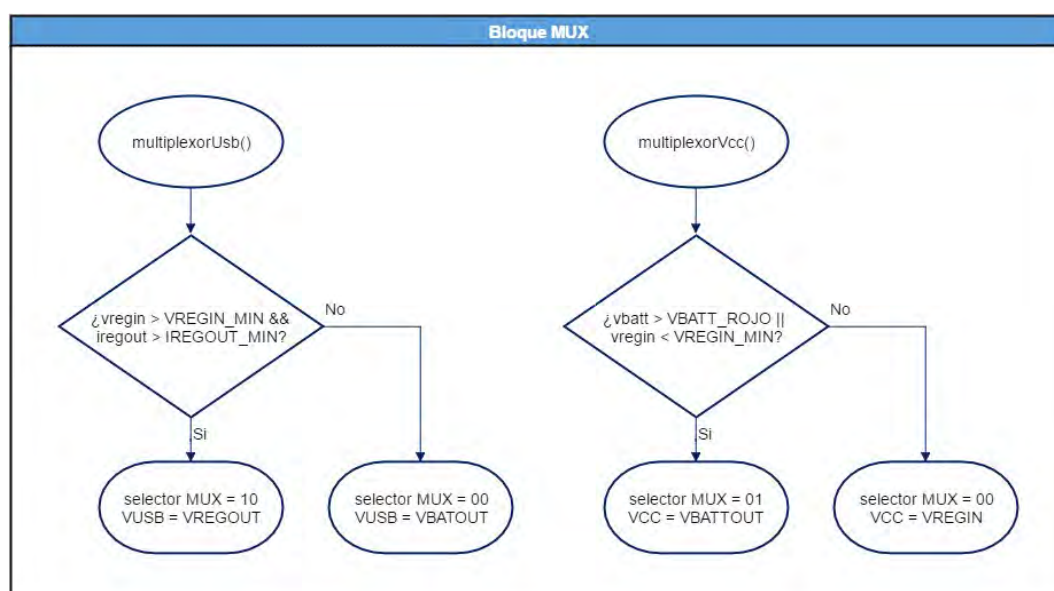 Bloque MUX
multiplexorUsb()
¿vregin > VREGIN_MIN &&
iregout > IREGOUT_MIN?
No
Si
selector MUX = 10
VUSB = VREGOUT
selector MUX = 00
VUSB = VBATOUT
multiplexorVcc()
¿vbatt > VBATT_ROJO ||
vregin < VREGIN_MIN?
No
Si
selector MUX = 01
VCC = VBATTOUT
selector MUX = 00
VCC = VREGIN